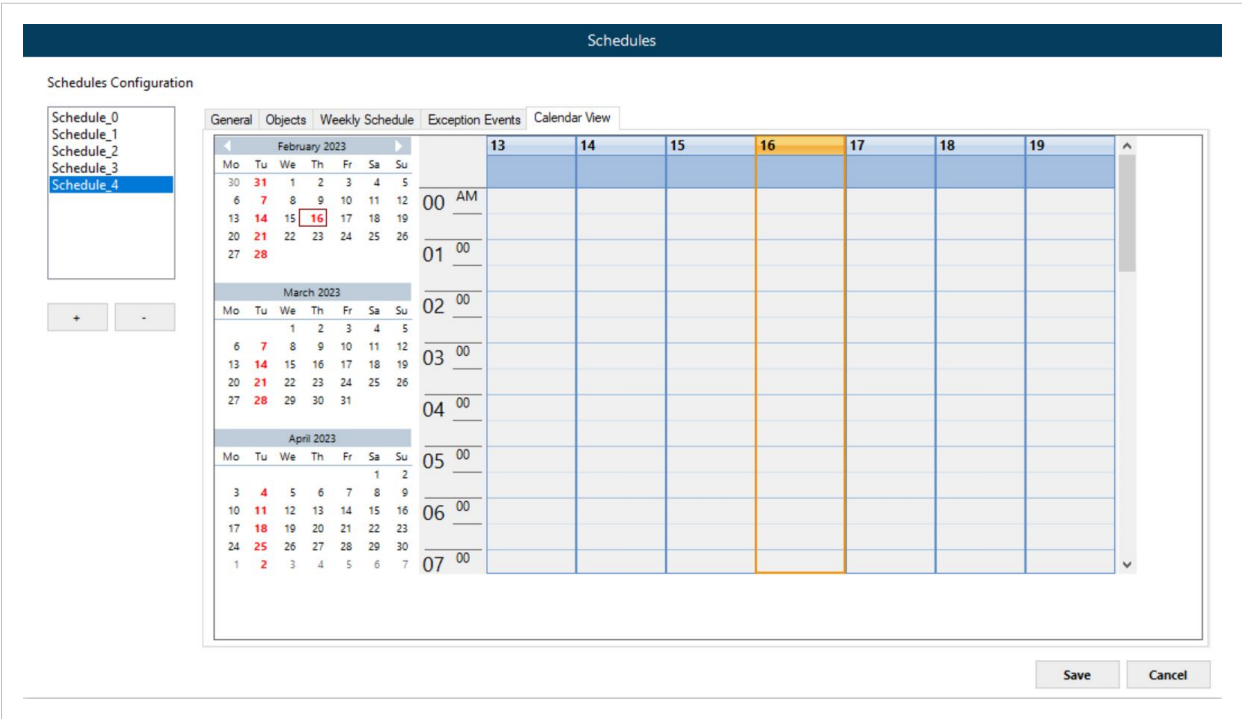 Schedules
Schedules Configuration
Schedule_0
Schedule_1
Schedule_2
Schedule_3
Schedule_4
+ -
General Objects Weekly Schedule Exception Events Calendar View
February 2023
Mo Tu We Th Fr Sa Su
30 31 1 2 3 4 5
6 7 8 9 10 11 12
13 14 15 16 17 18 19
20 21 22 23 24 25 26
27 28
March 2023
Mo Tu We Th Fr Sa Su
1 2 3 4 5
6 7 8 9 10 11 12
13 14 15 16 17 18 19
20 21 22 23 24 25 26
27 28 29 30 31
April 2023
Mo Tu We Th Fr Sa Su
1 2
3 4 5 6 7 8 9
10 11 12 13 14 15 16
17 18 19 20 21 22 23
24 25 26 27 28 29 30
1 2 3 4 5 6 7
13 14 15 16 17 18 19
00 AM
01 00
02 00
03 00
04 00
05 00
06 00
07 00
Save Cancel